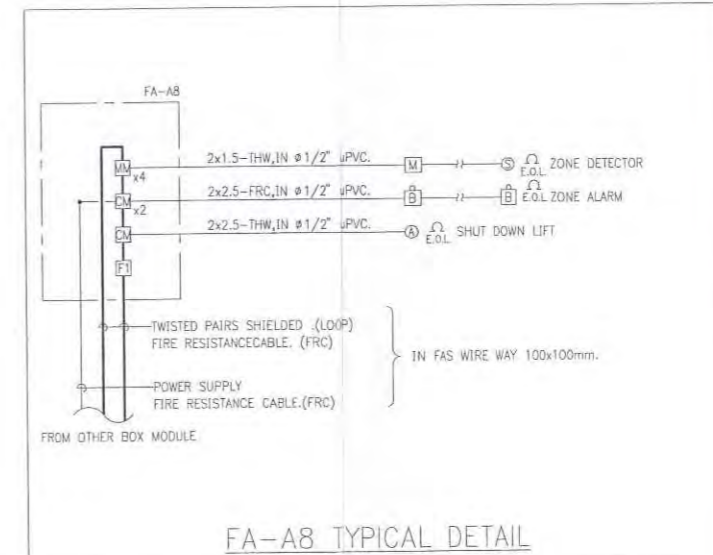 FA-A8
MM x4 2x1.5-THW,IN ø1/2" uPVC. M S Ω E.O.L. ZONE DETECTOR
CM x2 2x2.5-FRC,IN ø1/2" uPVC. B B Ω E.O.L ZONE ALARM
CM 2x2.5-THW,IN ø1/2" uPVC. A Ω E.O.L. SHUT DOWN LIFT
F1
TWISTED PAIRS SHIELDED .(LOOP)
FIRE RESISTANCECABLE. (FRC)
IN FAS WIRE WAY 100x100mm.
POWER SUPPLY
FIRE RESISTANCE CABLE.(FRC)
FROM OTHER BOX MODULE
FA-A8 TYPICAL DETAIL